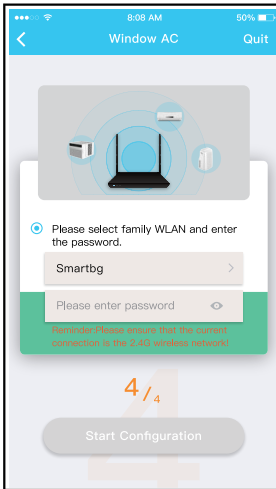 8:08 AM 50%
Window AC Quit
Please select family WLAN and enter
the password.
Smartbg
Please enter password
Reminder:Please ensure that the current
connection is the 2.4G wireless network!
4/4
4
Start Configuration